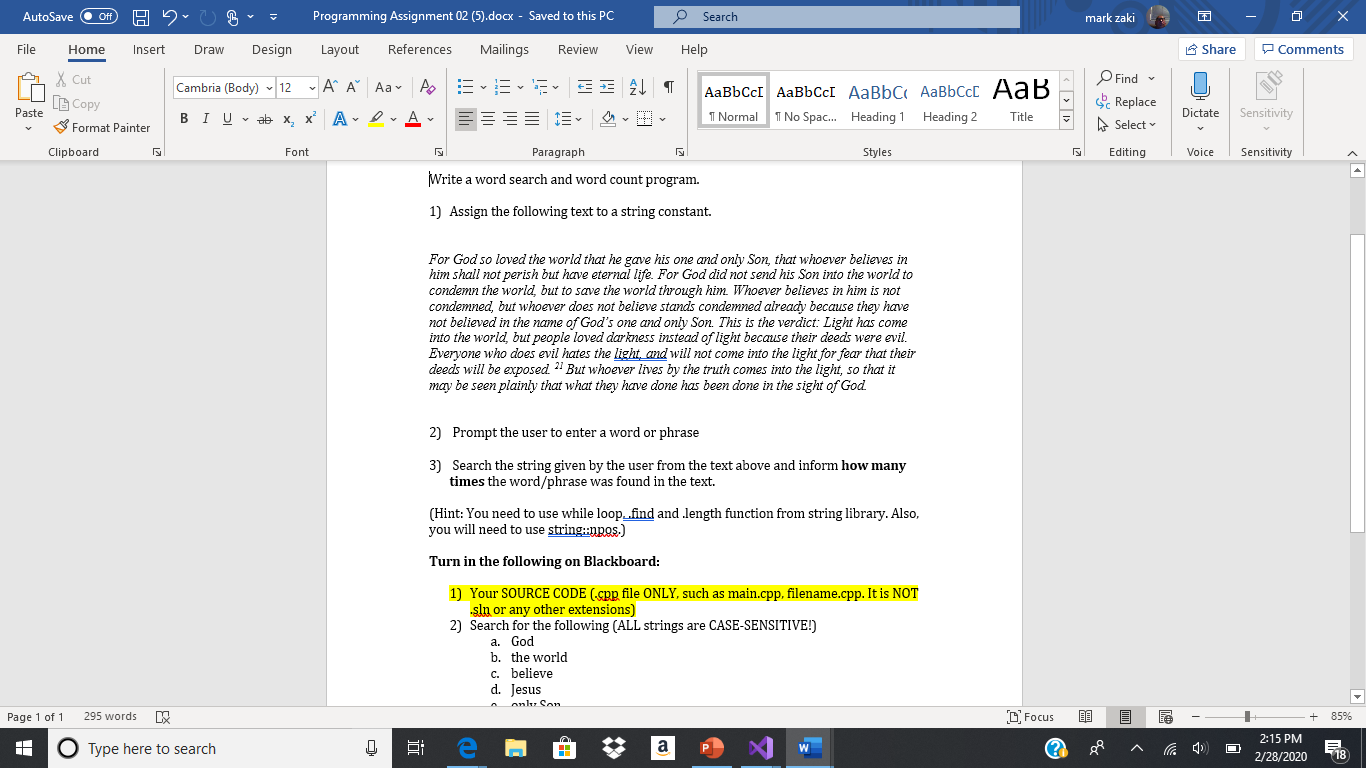 AutoSave Off Programming Assignment 02 (5).docx - Saved to this PC Search mark zaki
File Home Insert Draw Design Layout References Mailings Review View Help Share Comments
Paste Cut Copy Format Painter
Cambria (Body) 12 A^ A˅ Aa A
B I U ab x₂ x² A A
AaBbCcI AaBbCcI AaBbCc AaBbCcD AaB
¶ Normal ¶ No Spac... Heading 1 Heading 2 Title
Find Replace Select Dictate Sensitivity
Clipboard Font Paragraph Styles Editing Voice Sensitivity
Write a word search and word count program.
1) Assign the following text to a string constant.
For God so loved the world that he gave his one and only Son, that whoever believes in
him shall not perish but have eternal life. For God did not send his Son into the world to
condemn the world, but to save the world through him. Whoever believes in him is not
condemned, but whoever does not believe stands condemned already because they have
not believed in the name of God's one and only Son. This is the verdict: Light has come
into the world, but people loved darkness instead of light because their deeds were evil.
Everyone who does evil hates the light, and will not come into the light for fear that their
deeds will be exposed. ²¹ But whoever lives by the truth comes into the light, so that it
may be seen plainly that what they have done has been done in the sight of God.
2) Prompt the user to enter a word or phrase
3) Search the string given by the user from the text above and inform how many
times the word/phrase was found in the text.
(Hint: You need to use while loop, .find and .length function from string library. Also,
you will need to use string::npos.)
Turn in the following on Blackboard:
1) Your SOURCE CODE (.cpp file ONLY, such as main.cpp, filename.cpp. It is NOT
.sln or any other extensions)
2) Search for the following (ALL strings are CASE-SENSITIVE!)
a. God
b. the world
c. believe
d. Jesus
e. only Son
Page 1 of 1 295 words Focus 85%
Type here to search
2:15 PM
2/28/2020
18